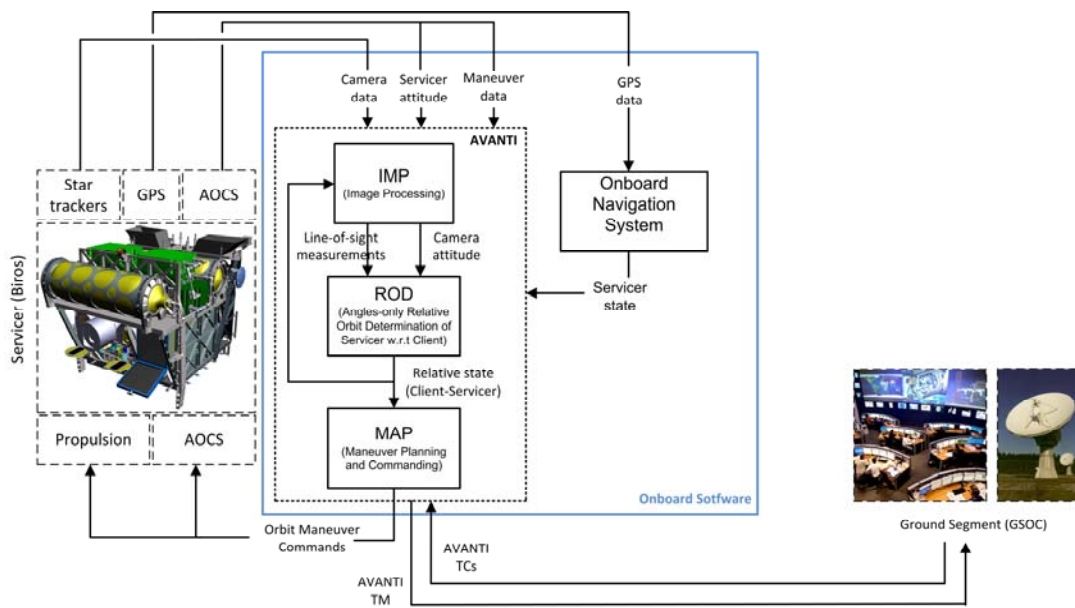 Camera
data
Servicer
attitude
Maneuver
data
GPS
data
AVANTI
IMP
(Image Processing)
Star
trackers
GPS
AOCS
Onboard
Navigation
System
Line-of-sight
measurements
Camera
attitude
Servicer (Biros)
ROD
(Angles-only Relative
Orbit Determination of
Servicer w.r.t Client)
Servicer
state
Relative state
(Client-Servicer)
Propulsion
AOCS
MAP
(Maneuver Planning
and Commanding)
Onboard Sotfware
Orbit Maneuver
Commands
Ground Segment (GSOC)
AVANTI
TCs
AVANTI
TM